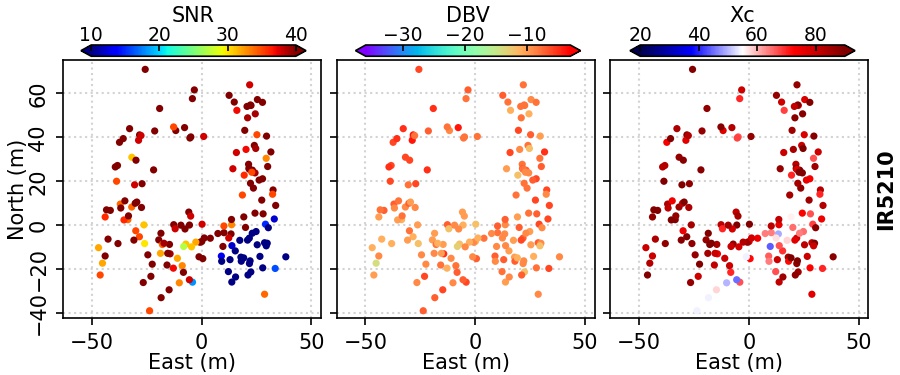 SNR DBV Xc
10 20 30 40 −30 −20 −10 20 40 60 80
60
40
20
0
−20
−40
North (m)
−50 0 50 −50 0 50 −50 0 50
East (m) East (m) East (m)
IR5210